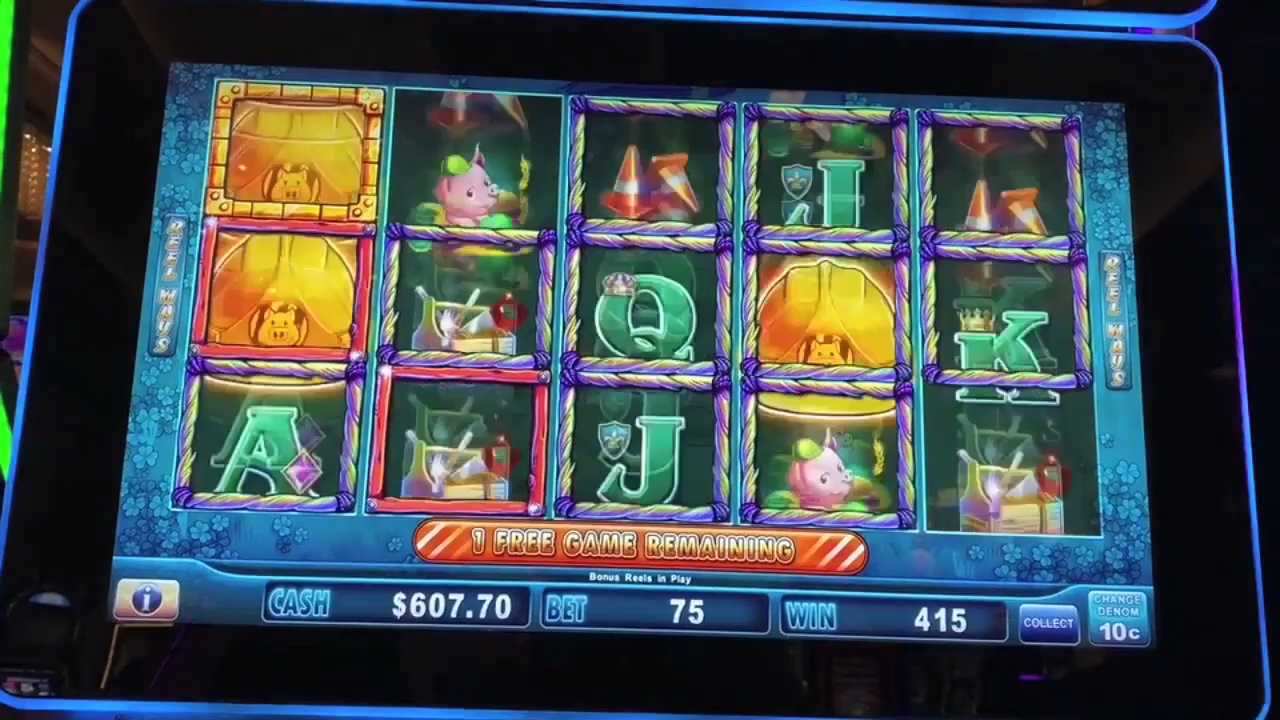 REEL WAYS
REEL WAYS
J
Q
K
A
J
1 FREE GAME REMAINING
Bonus Reels in Play
i
CASH $607.70
BET 75
WIN 415
COLLECT
CHANGE
DENOM
10¢